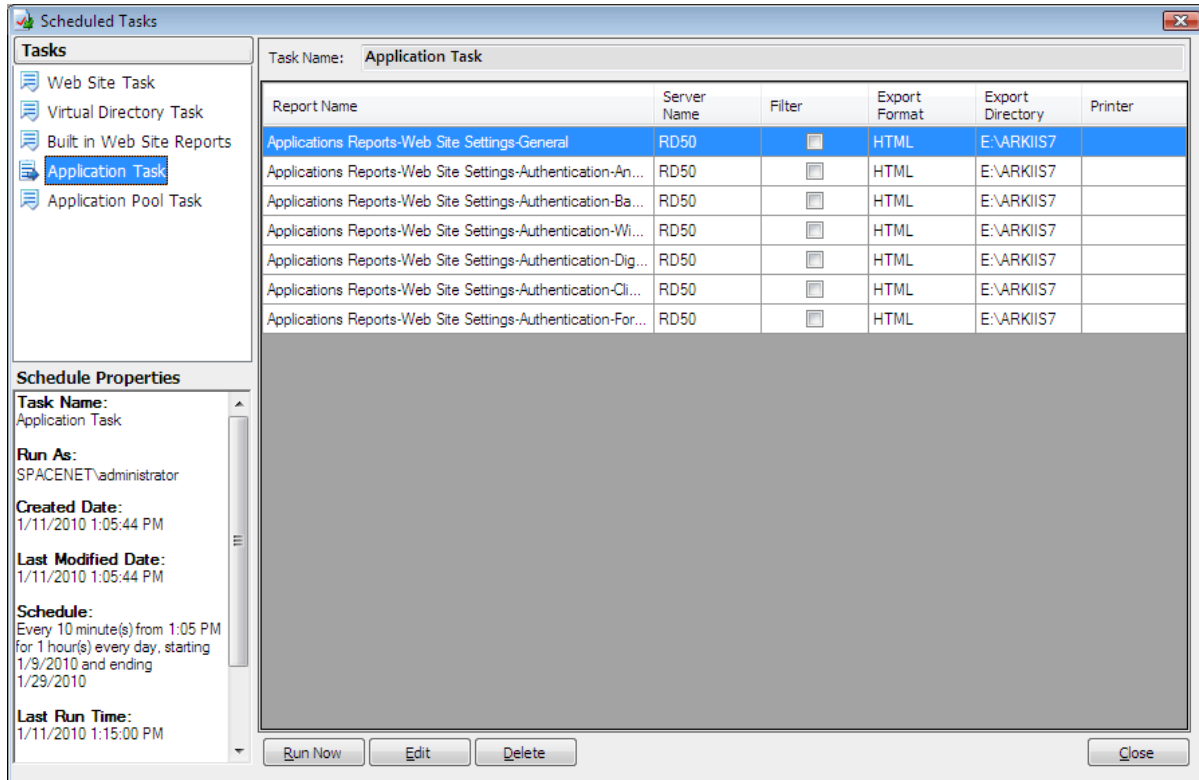 Scheduled Tasks
Tasks
Web Site Task
Virtual Directory Task
Built in Web Site Reports
Application Task
Application Pool Task
Schedule Properties
Task Name:
Application Task
Run As:
SPACENET\administrator
Created Date:
1/11/2010 1:05:44 PM
Last Modified Date:
1/11/2010 1:05:44 PM
Schedule:
Every 10 minute(s) from 1:05 PM
for 1 hour(s) every day, starting
1/9/2010 and ending
1/29/2010
Last Run Time:
1/11/2010 1:15:00 PM
Task Name: Application Task
Report Name Server Name Filter Export Format Export Directory Printer
Applications Reports-Web Site Settings-General RD50 HTML E:\ARKIIS7
Applications Reports-Web Site Settings-Authentication-An... RD50 HTML E:\ARKIIS7
Applications Reports-Web Site Settings-Authentication-Ba... RD50 HTML E:\ARKIIS7
Applications Reports-Web Site Settings-Authentication-Wi... RD50 HTML E:\ARKIIS7
Applications Reports-Web Site Settings-Authentication-Dig... RD50 HTML E:\ARKIIS7
Applications Reports-Web Site Settings-Authentication-Cli... RD50 HTML E:\ARKIIS7
Applications Reports-Web Site Settings-Authentication-For... RD50 HTML E:\ARKIIS7
Run Now Edit Delete Close